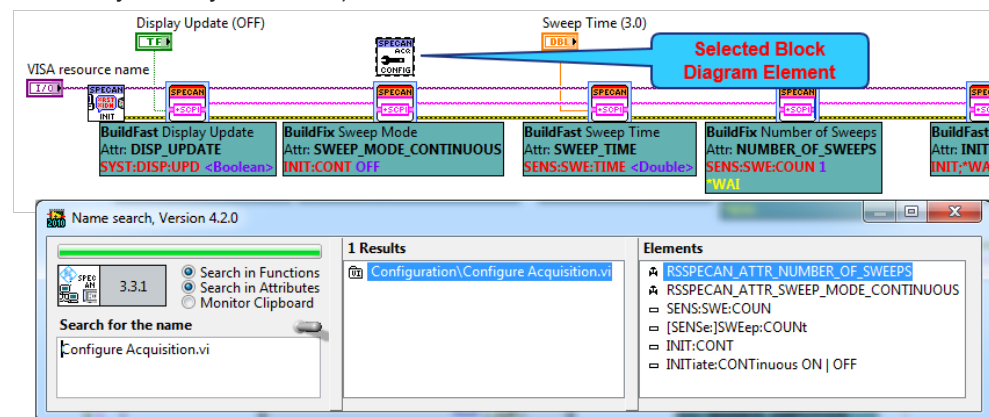 Display Update (OFF)
Sweep Time (3.0)
TF
SPECAN
ACQ
CONFIG
DBL
Selected Block
Diagram Element
VISA resource name
I/O
SPECAN
INIT
SPECAN
+SCPI
SPECAN
+SCPI
SPECAN
+SCPI
SPECAN
+SCPI
BuildFast Display Update
Attr: DISP_UPDATE
SYST:DISP:UPD <Boolean>
BuildFix Sweep Mode
Attr: SWEEP_MODE_CONTINUOUS
INIT:CONT OFF
BuildFast Sweep Time
Attr: SWEEP_TIME
SENS:SWE:TIME <Double>
BuildFix Number of Sweeps
Attr: NUMBER_OF_SWEEPS
SENS:SWE:COUN 1
*WAI
BuildFast
Attr: INIT
INIT;*WA
2010
Name search, Version 4.2.0
SPEC
AN
3.3.1
Search in Functions
Search in Attributes
Monitor Clipboard
Search for the name
Configure Acquisition.vi
1 Results
Configuration\Configure Acquisition.vi
Elements
RSSPECAN_ATTR_NUMBER_OF_SWEEPS
RSSPECAN_ATTR_SWEEP_MODE_CONTINUOUS
SENS:SWE:COUN
[SENSe:]SWEep:COUNt
INIT:CONT
INITiate:CONTinuous ON | OFF